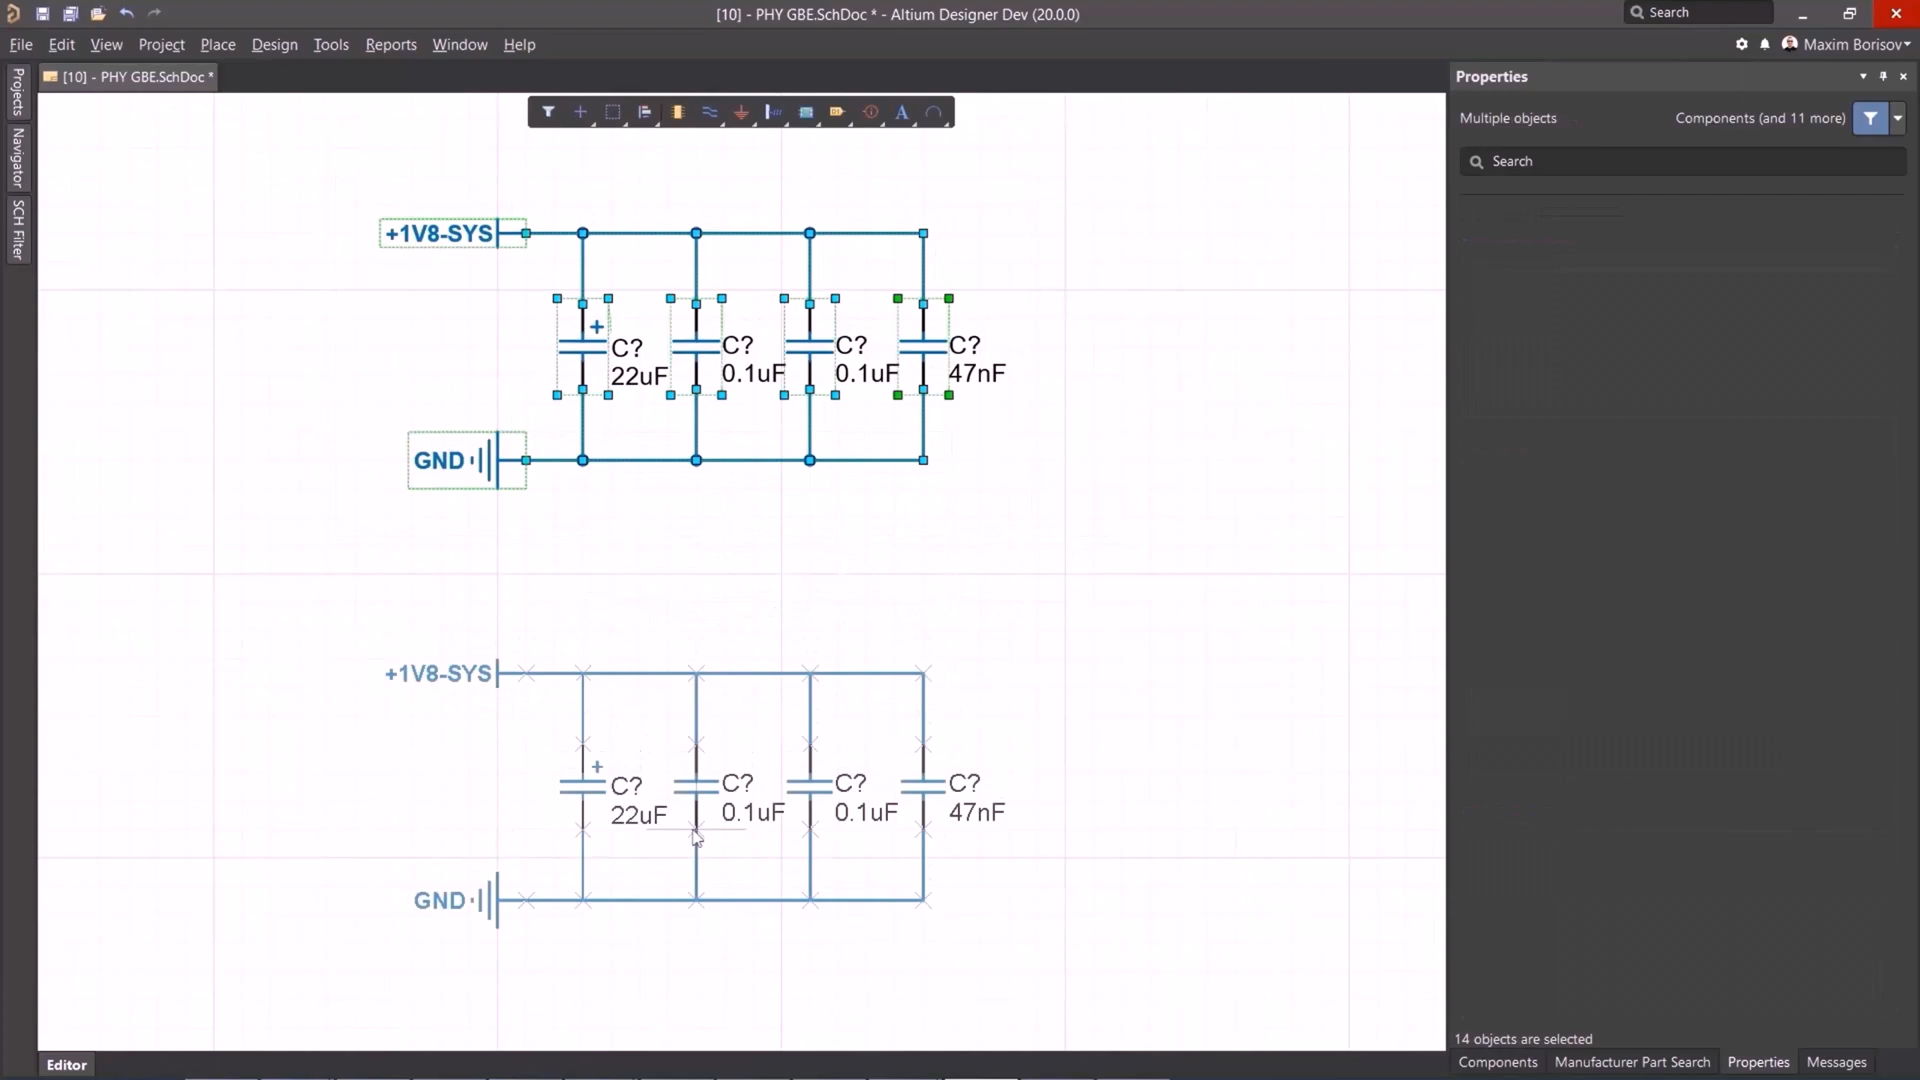 [10] - PHY GBE.SchDoc * - Altium Designer Dev (20.0.0)
Search
File Edit View Project Place Design Tools Reports Window Help
Maxim Borisov
[10] - PHY GBE.SchDoc *
Projects
Navigator
SCH Filter
A
Properties
Multiple objects
Components (and 11 more)
Search
+1V8-SYS
+
C?
22uF
C?
0.1uF
C?
0.1uF
C?
47nF
GND
+1V8-SYS
+
C?
22uF
C?
0.1uF
C?
0.1uF
C?
47nF
GND
14 objects are selected
Editor
Components Manufacturer Part Search Properties Messages